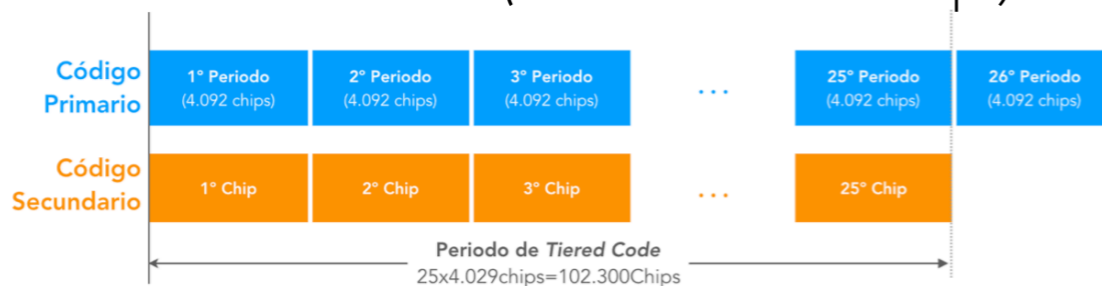 Código
Primario
1° Periodo
(4.092 chips)
2° Periodo
(4.092 chips)
3° Periodo
(4.092 chips)
...
25° Periodo
(4.092 chips)
26° Periodo
(4.092 chips)
Código
Secundario
1° Chip
2° Chip
3° Chip
...
25° Chip
Periodo de Tiered Code
25x4.029chips=102.300Chips